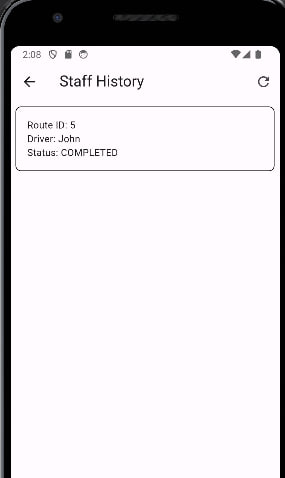 2:08
Staff History
Route ID: 5
Driver: John
Status: COMPLETED